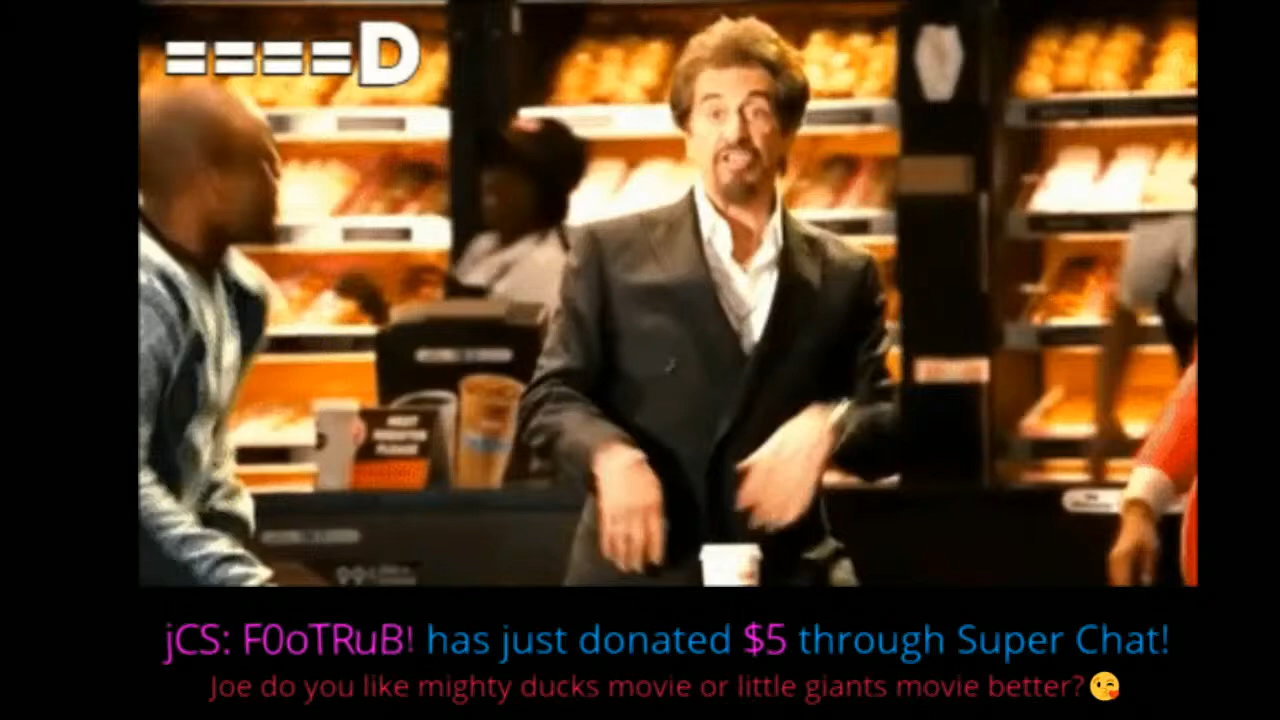 ====D
jCS: F0oTRuB! has just donated $5 through Super Chat!
Joe do you like mighty ducks movie or little giants movie better?😘